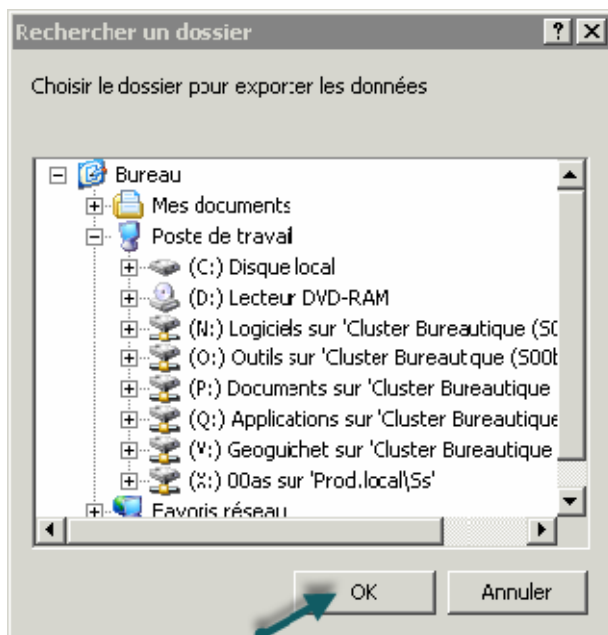 Rechercher un dossier
Choisir le dossier pour exporter les données
Bureau
Mes documents
Poste de travail
(C:) Disque local
(D:) Lecteur DVD-RAM
(N:) Logiciels sur 'Cluster Bureautique (S0
(O:) Outils sur 'Cluster Bureautique (S00
(P:) Documents sur 'Cluster Bureautique
(Q:) Applications sur 'Cluster Bureautique
(V:) Geoguichet sur 'Cluster Bureautique
(X:) 00as sur 'Prod.local\Ss'
Favoris réseau
OK
Annuler